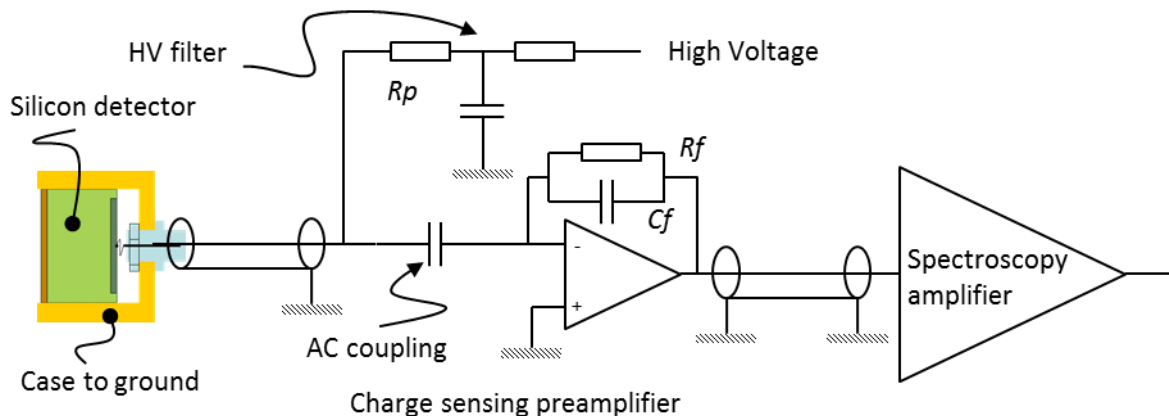 HV filter
High Voltage
Rp
Silicon detector
Rf
Cf
-
+
Spectroscopy
amplifier
AC coupling
Case to ground
Charge sensing preamplifier